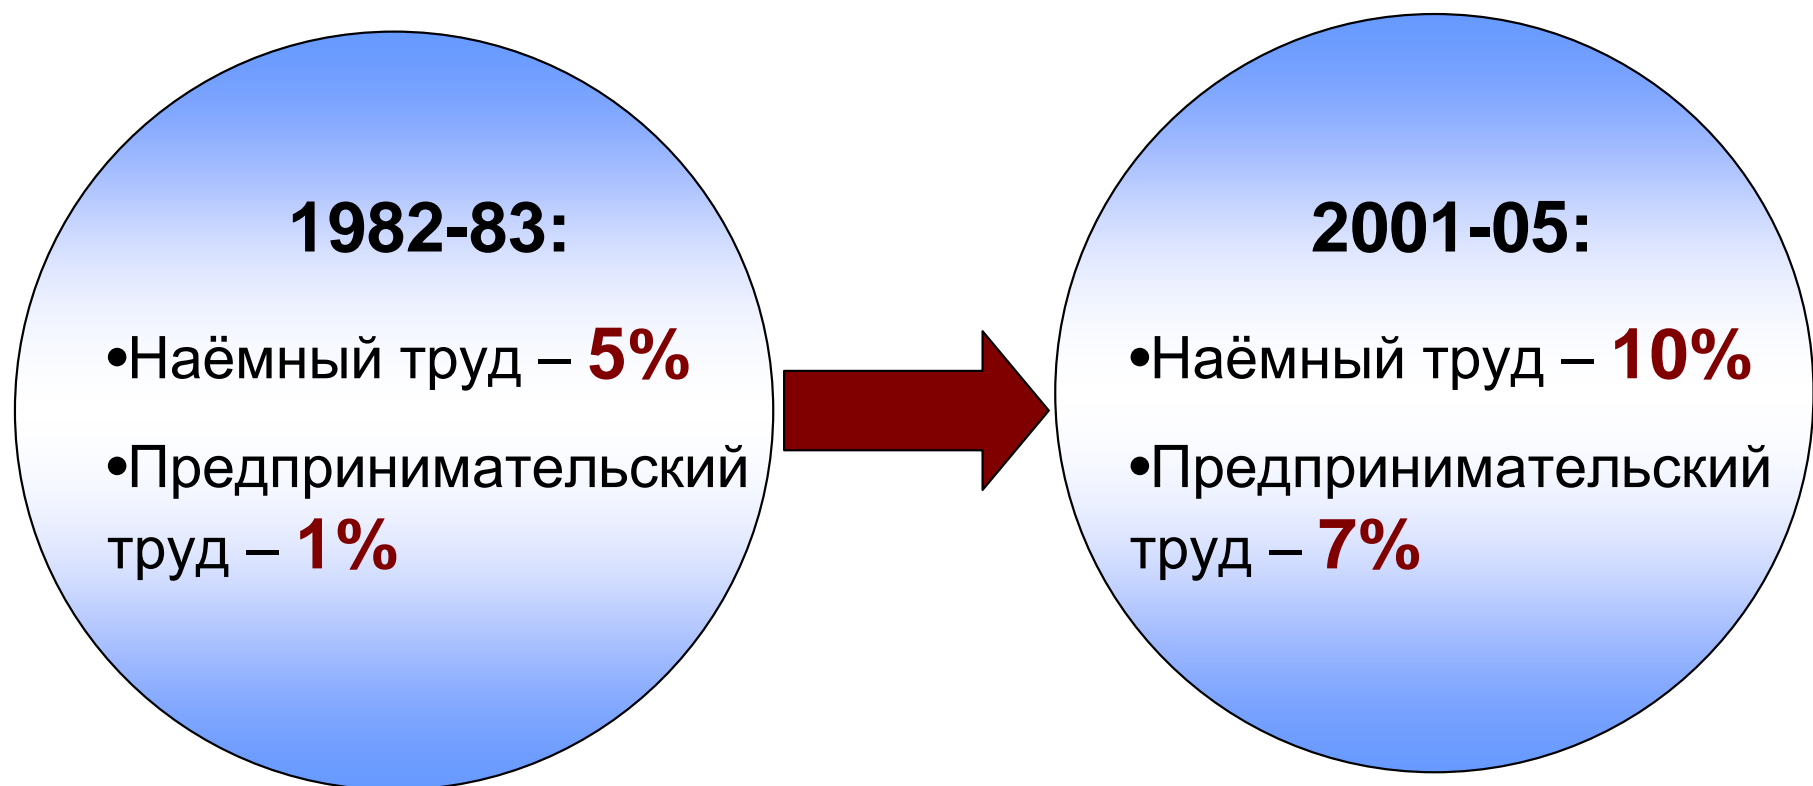 1982-83:
•Наёмный труд – 5%
•Предпринимательский
труд – 1%
2001-05:
•Наёмный труд – 10%
•Предпринимательский
труд – 7%